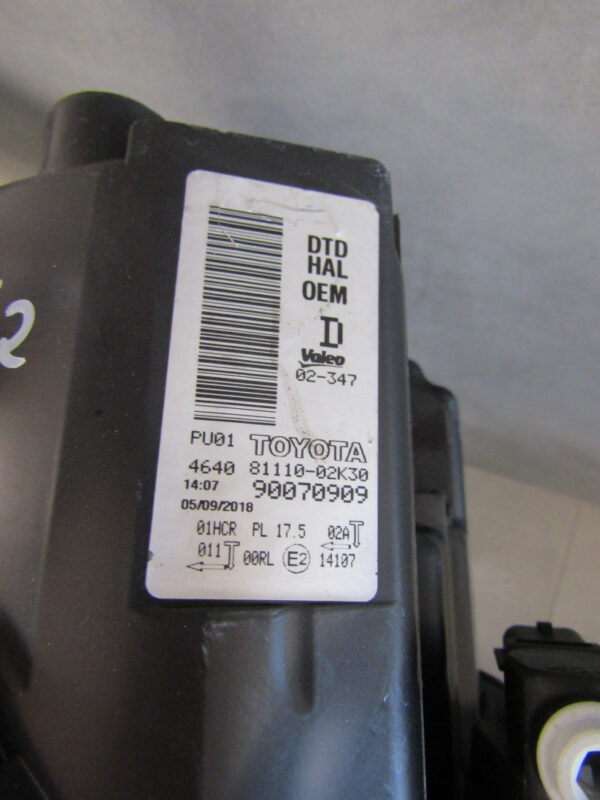 DTD
HAL
OEM
D
Valeo
02-347
PU01 TOYOTA
4640 81110-02K30
14:07 90070909
05/09/2018
01HCR PL 17.5 02A
011 00RL E2 14107
2